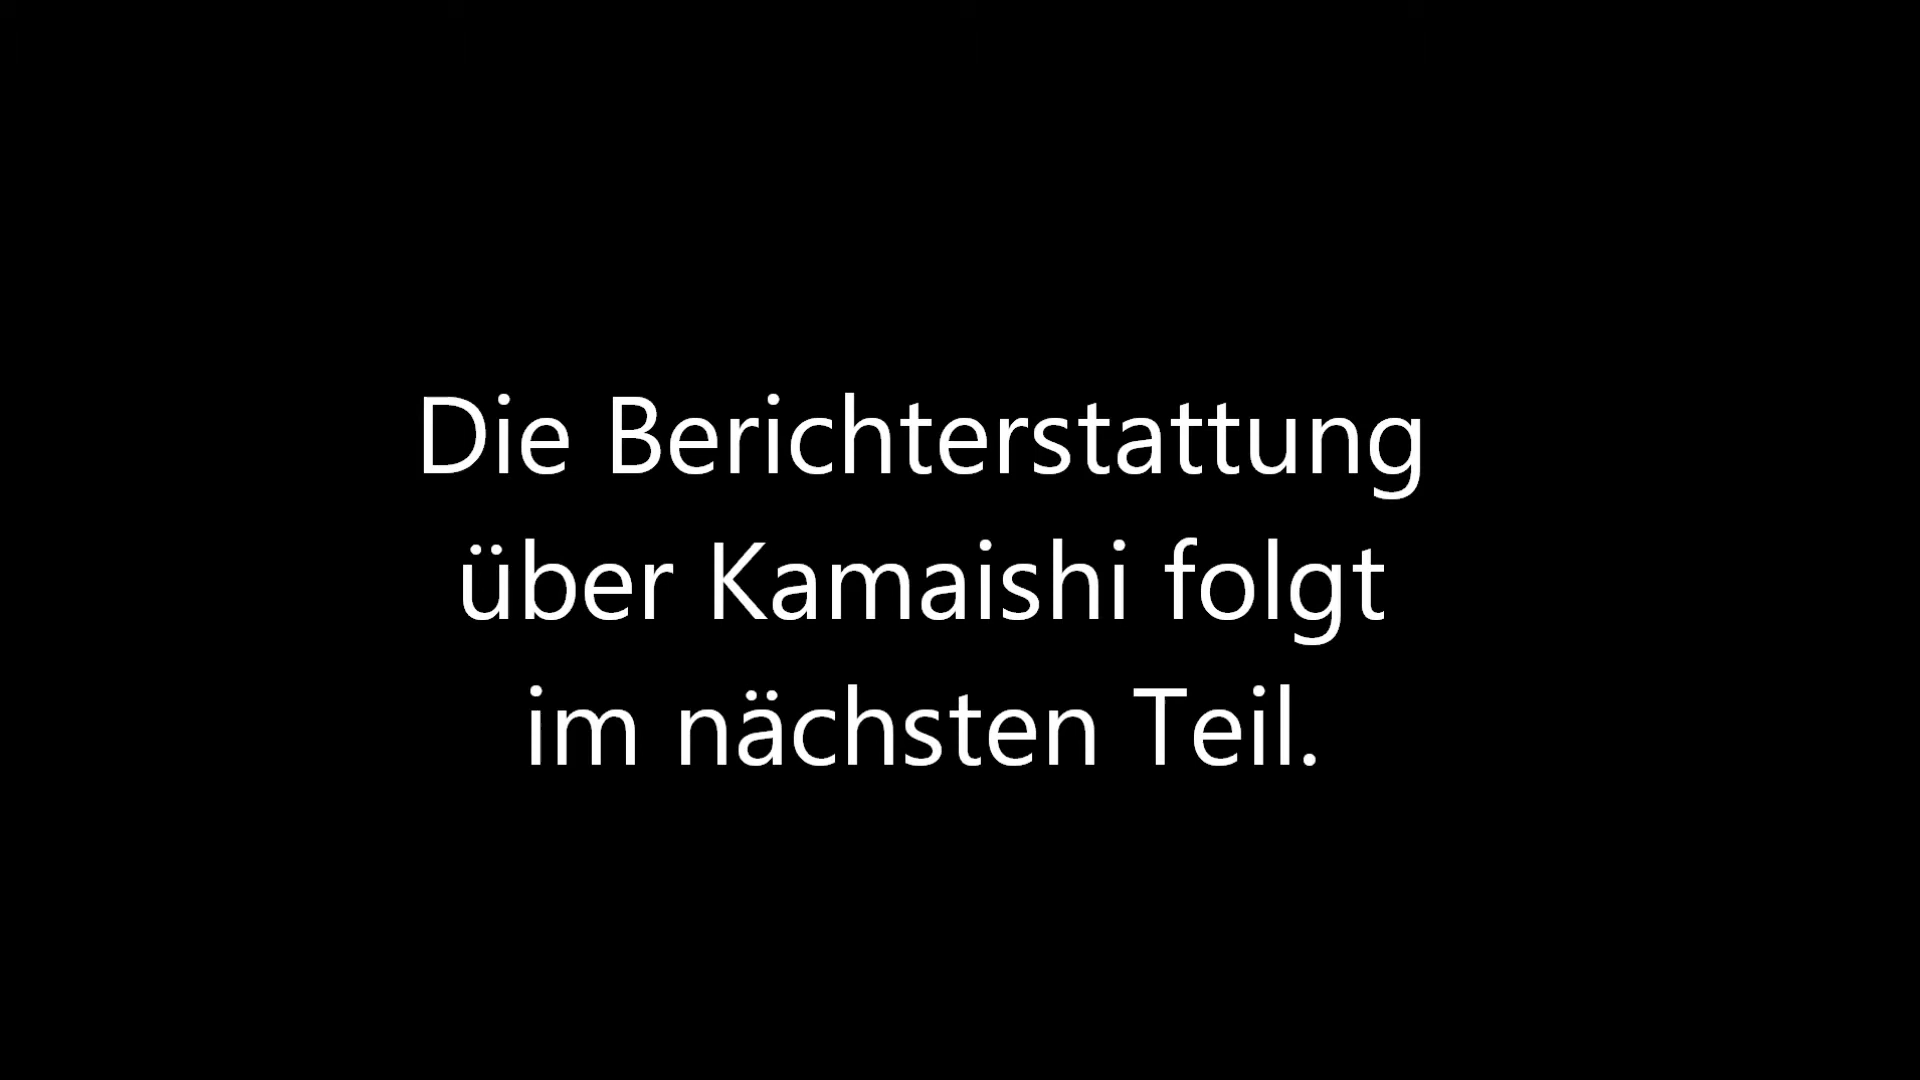 Die Berichterstattung
über Kamaishi folgt
im nächsten Teil.